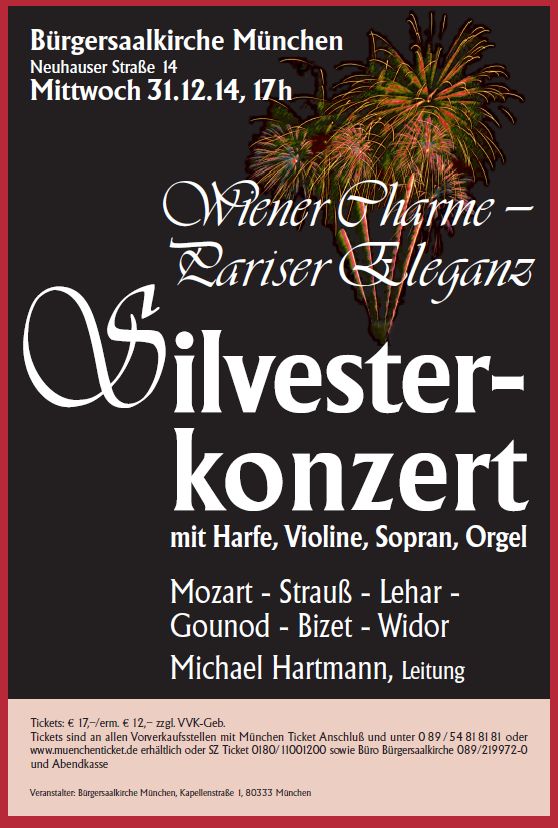 Bürgersaalkirche München
Neuhauser Straße 14
Mittwoch 31.12.14, 17h
Wiener Charme –
Pariser Eleganz
Silvester-
konzert
mit Harfe, Violine, Sopran, Orgel
Mozart - Strauß - Lehar -
Gounod - Bizet - Widor
Michael Hartmann, Leitung
Tickets: € 17,–/erm. € 12,– zzgl. VVK-Geb.
Tickets sind an allen Vorverkaufsstellen mit München Ticket Anschluß und unter 0 89 / 54 81 81 81 oder
www.muenchenticket.de erhältlich oder SZ Ticket 0180/11001200 sowie Büro Bürgersaalkirche 089/219972-0
und Abendkasse
Veranstalter: Bürgersaalkirche München, Kapellenstraße 1, 80333 München